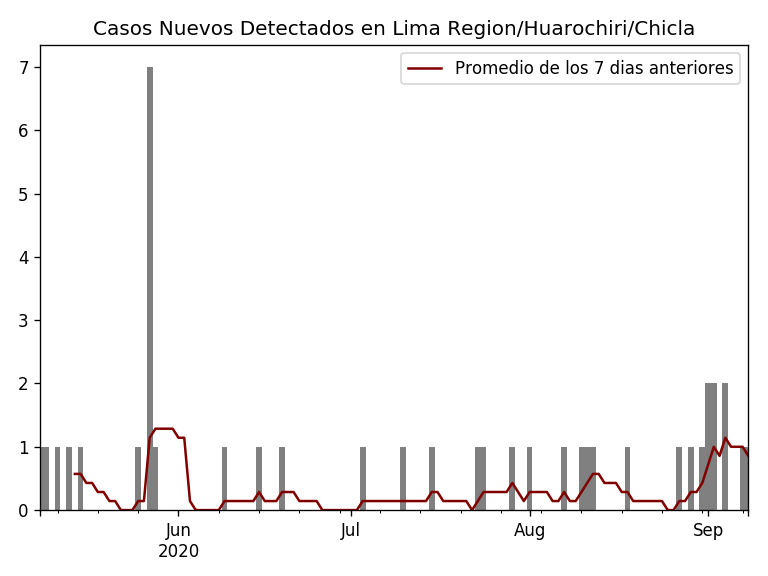 Casos Nuevos Detectados en Lima Region/Huarochiri/Chicla
Promedio de los 7 dias anteriores
7
6
5
4
3
2
1
0
Jun
2020
Jul
Aug
Sep